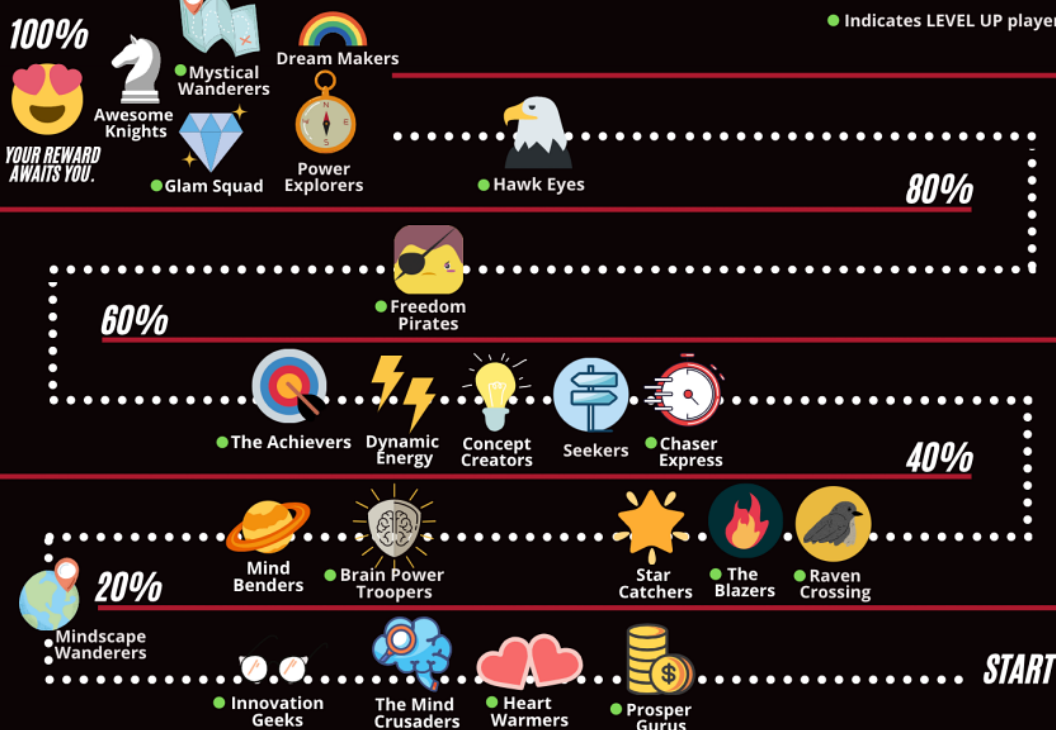 100%
Indicates LEVEL UP player
Dream Makers
Mystical
Wanderers
Awesome
Knights
YOUR REWARD
AWAITS YOU.
Glam Squad
Power
Explorers
N
E
S
W
Hawk Eyes
80%
Freedom
Pirates
60%
The Achievers
Dynamic
Energy
Concept
Creators
Seekers
Chaser
Express
40%
Mind
Benders
Brain Power
Troopers
Star
Catchers
The
Blazers
Raven
Crossing
20%
Mindscape
Wanderers
START
Innovation
Geeks
The Mind
Crusaders
Heart
Warmers
$
Prosper
Gurus